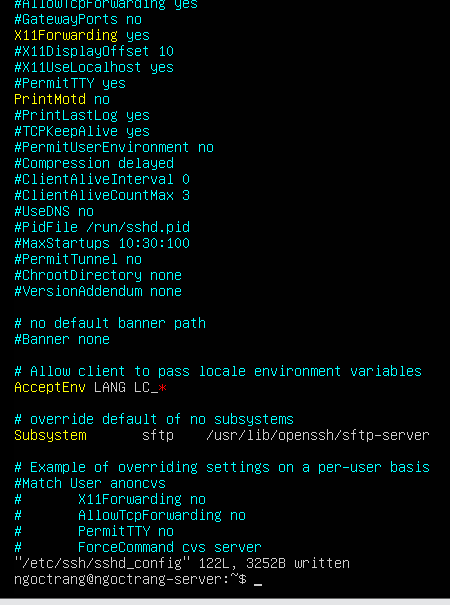 #AllowTcpForwarding yes
#GatewayPorts no
X11Forwarding yes
#X11DisplayOffset 10
#X11UseLocalhost yes
#PermitTTY yes
PrintMotd no
#PrintLastLog yes
#TCPKeepAlive yes
#PermitUserEnvironment no
#Compression delayed
#ClientAliveInterval 0
#ClientAliveCountMax 3
#UseDNS no
#PidFile /run/sshd.pid
#MaxStartups 10:30:100
#PermitTunnel no
#ChrootDirectory none
#VersionAddendum none
# no default banner path
#Banner none
# Allow client to pass locale environment variables
AcceptEnv LANG LC_*
# override default of no subsystems
Subsystem       sftp    /usr/lib/openssh/sftp-server
# Example of overriding settings on a per-user basis
#Match User anoncvs
#       X11Forwarding no
#       AllowTcpForwarding no
#       PermitTTY no
#       ForceCommand cvs server
"/etc/ssh/sshd_config" 122L, 3252B written
ngoctrang@ngoctrang-server:~$ _